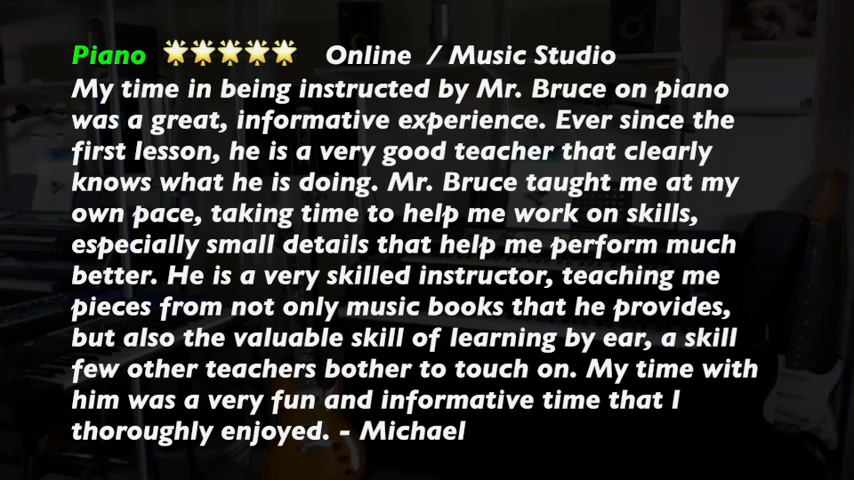 Piano 🌟🌟🌟🌟🌟 Online / Music Studio
My time in being instructed by Mr. Bruce on piano
was a great, informative experience. Ever since the
first lesson, he is a very good teacher that clearly
knows what he is doing. Mr. Bruce taught me at my
own pace, taking time to help me work on skills,
especially small details that help me perform much
better. He is a very skilled instructor, teaching me
pieces from not only music books that he provides,
but also the valuable skill of learning by ear, a skill
few other teachers bother to touch on. My time with
him was a very fun and informative time that I
thoroughly enjoyed. - Michael